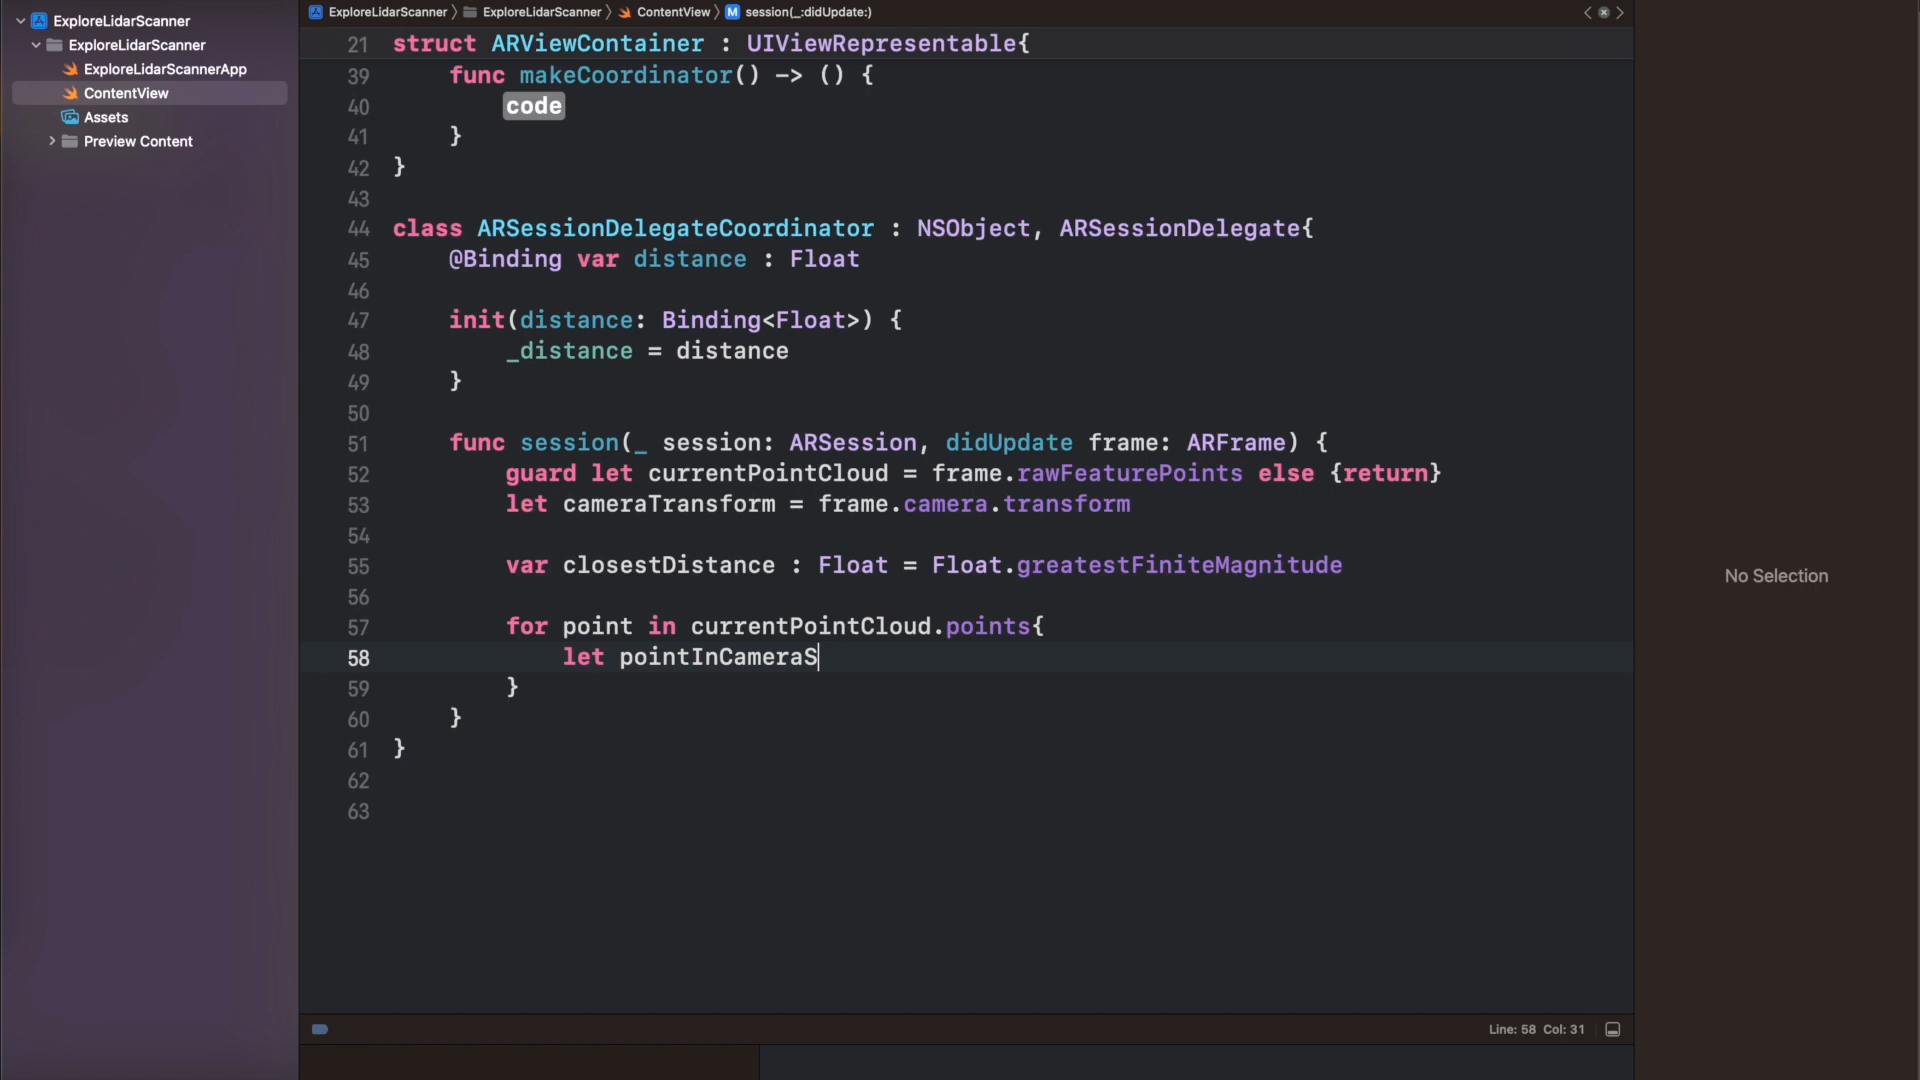 ExploreLidarScanner
ExploreLidarScanner
ExploreLidarScannerApp
ContentView
Assets
Preview Content
ExploreLidarScanner 〉 ExploreLidarScanner 〉 ContentView 〉 M session(_:didUpdate:)
21 struct ARViewContainer : UIViewRepresentable{
39 func makeCoordinator() -> () {
40 code
41 }
42 }
43
44 class ARSessionDelegateCoordinator : NSObject, ARSessionDelegate{
45 @Binding var distance : Float
46
47 init(distance: Binding<Float>) {
48 _distance = distance
49 }
50
51 func session(_ session: ARSession, didUpdate frame: ARFrame) {
52 guard let currentPointCloud = frame.rawFeaturePoints else {return}
53 let cameraTransform = frame.camera.transform
54
55 var closestDistance : Float = Float.greatestFiniteMagnitude
56
57 for point in currentPointCloud.points{
58 let pointInCameraS
59 }
60 }
61 }
62
63
No Selection
Line: 58 Col: 31